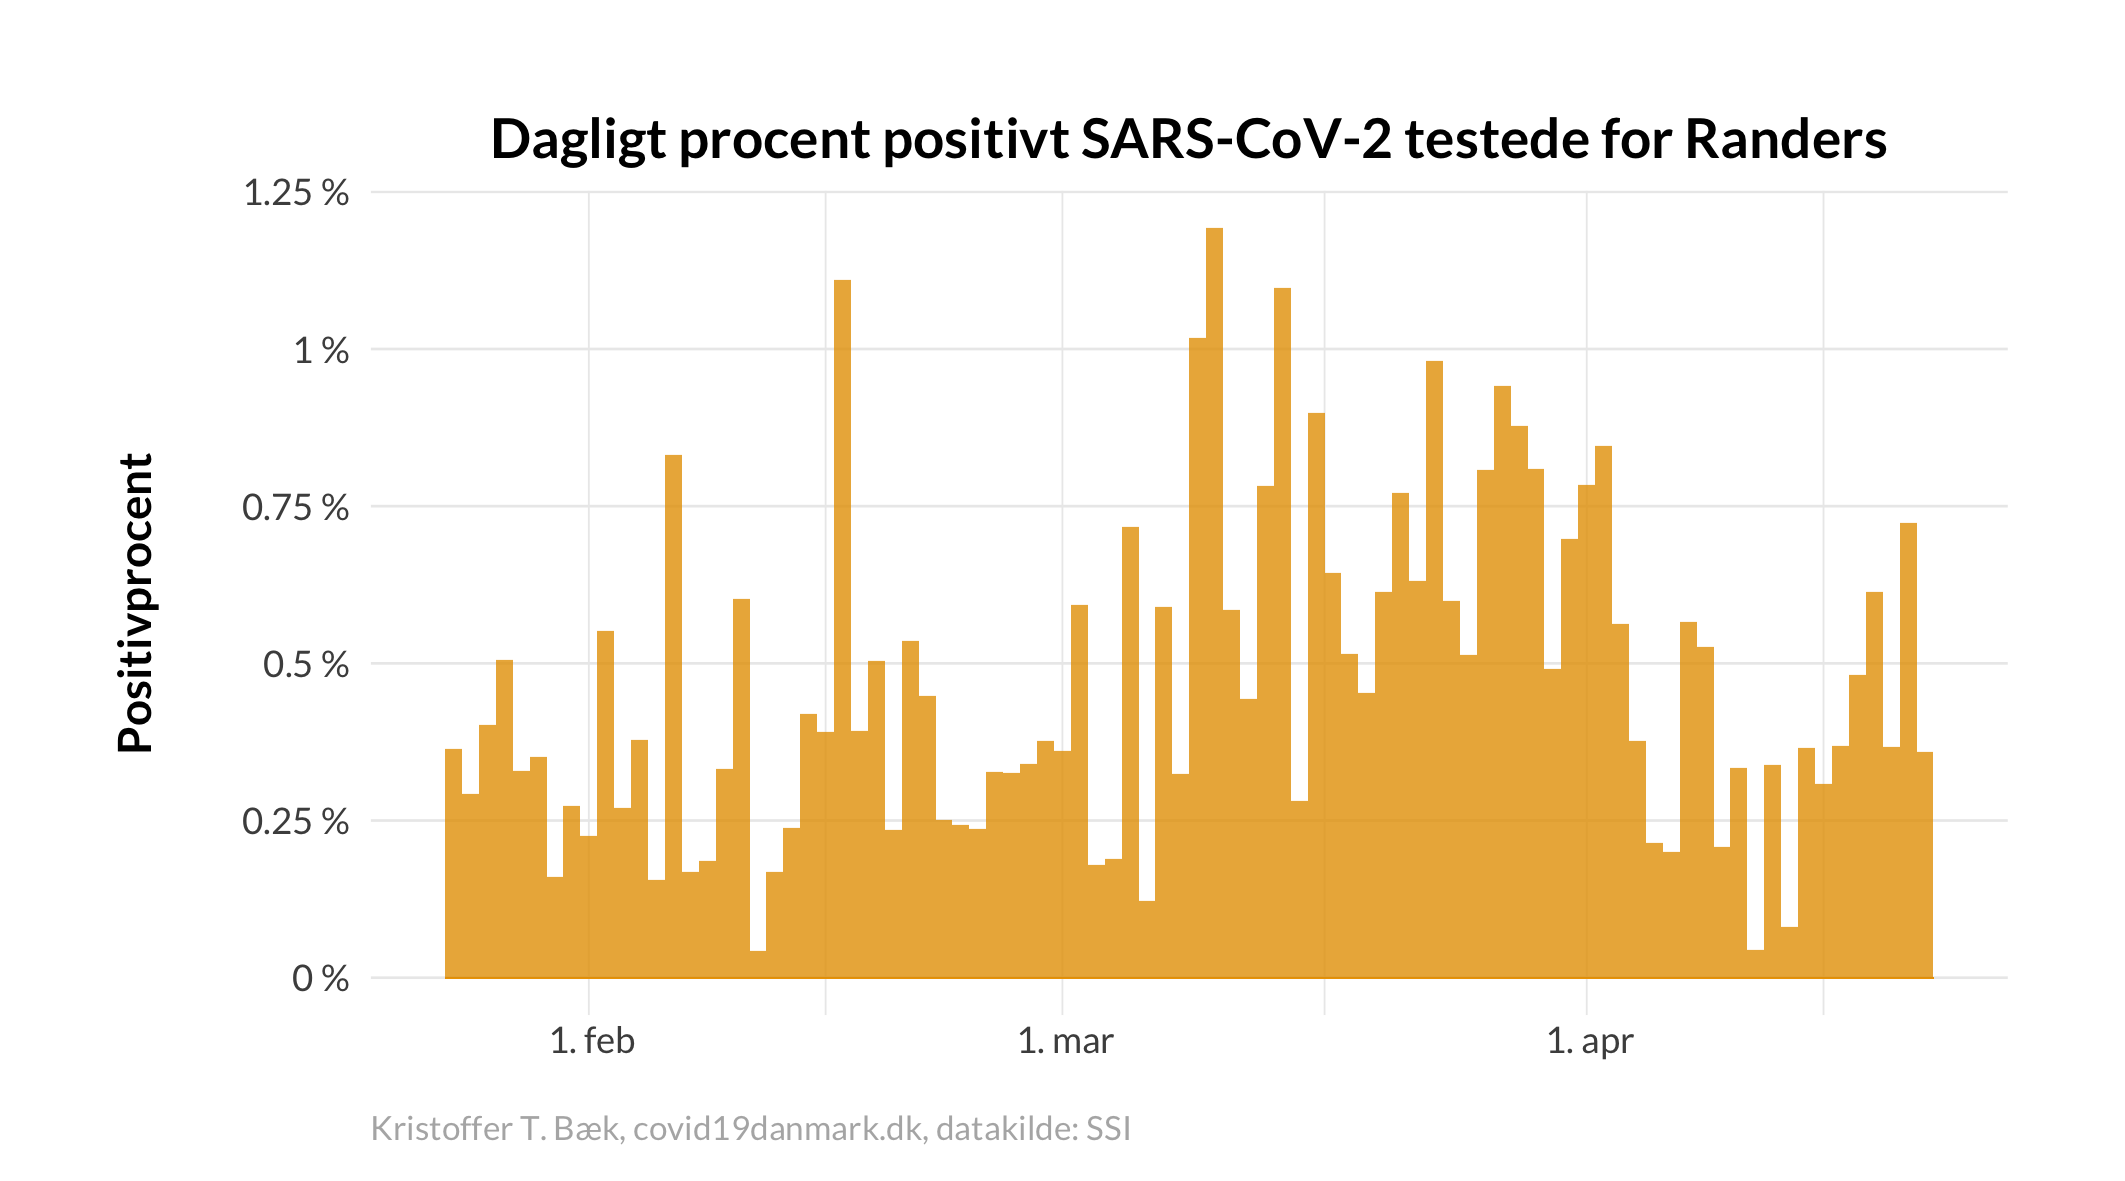 Dagligt procent positivt SARS-CoV-2 testede for Randers
Positivprocent
1.25 %
1 %
0.75 %
0.5 %
0.25 %
0 %
1. feb
1. mar
1. apr
Kristoffer T. Bæk, covid19danmark.dk, datakilde: SSI